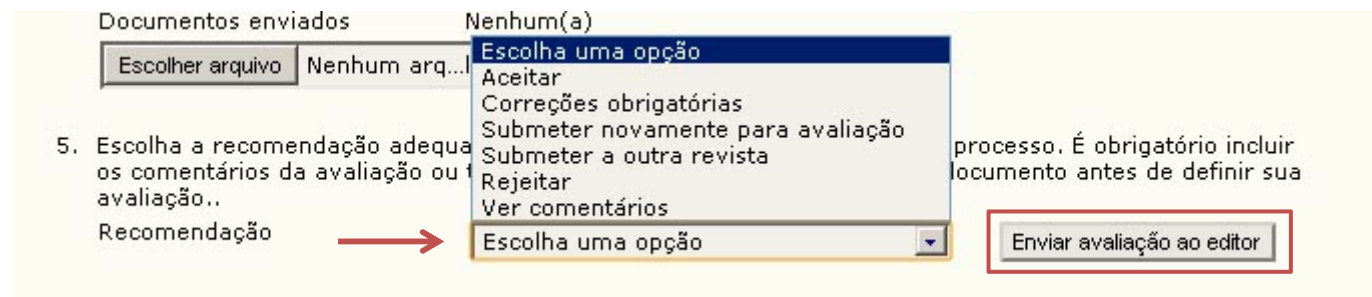 Documentos enviados Nenhum(a)
Escolher arquivo Nenhum arq...
Escolha uma opção
Aceitar
Correções obrigatórias
Submeter novamente para avaliação
Submeter a outra revista
Rejeitar
Ver comentários
5. Escolha a recomendação processo. É obrigatório incluir
os comentários da avaliação ou antes de definir sua
avaliação..
Recomendação Escolha uma opção Enviar avaliação ao editor